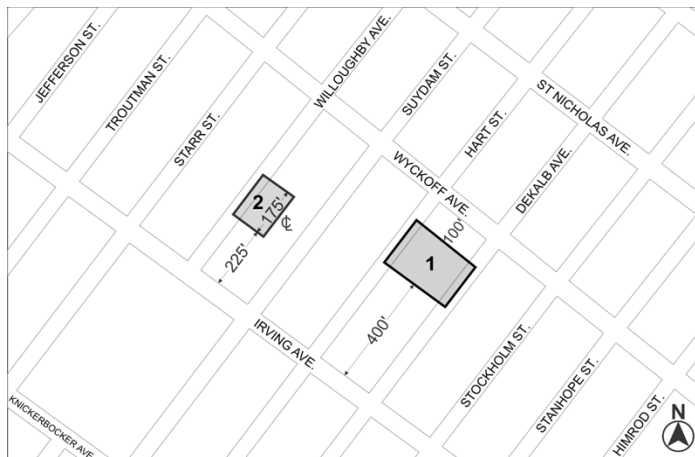 JEFFERSON ST.
TROUTMAN ST.
STARR ST.
WILLOUGHBY AVE.
SUYDAM ST.
HART ST.
ST NICHOLAS AVE.
DEKALB AVE.
WYCKOFF AVE.
2
175'
℄
225'
1
100'
400'
IRVING AVE.
STOCKHOLM ST.
STANHOPE ST.
HIMROD ST.
KNICKERBOCKER AVE.
N